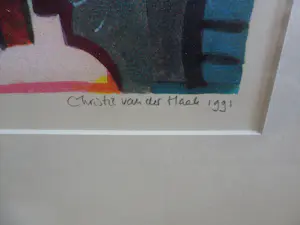 Christie van der Haak 1991